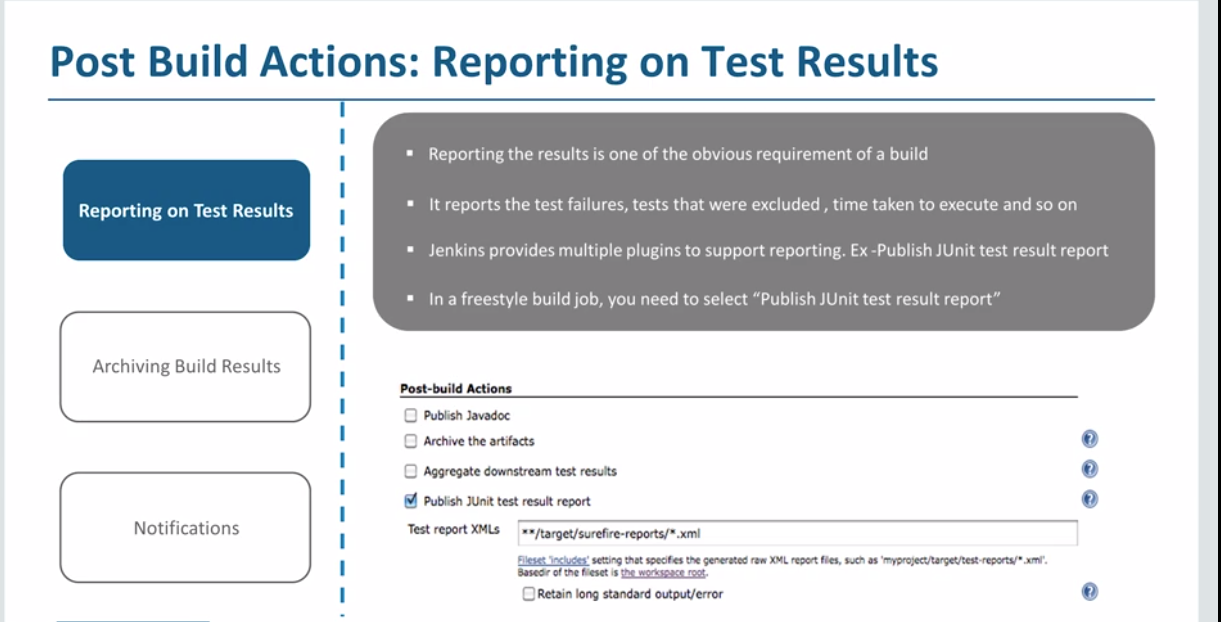 Post Build Actions: Reporting on Test Results
Reporting on Test Results
Archiving Build Results
Notifications
▪ Reporting the results is one of the obvious requirement of a build
▪ It reports the test failures, tests that were excluded , time taken to execute and so on
▪ Jenkins provides multiple plugins to support reporting. Ex -Publish JUnit test result report
▪ In a freestyle build job, you need to select “Publish JUnit test result report”
Post-build Actions
Publish Javadoc
Archive the artifacts
Aggregate downstream test results
Publish JUnit test result report
Test report XMLs **/target/surefire-reports/*.xml
Fileset 'includes' setting that specifies the generated raw XML report files, such as 'myproject/target/test-reports/*.xml'.
Basedir of the fileset is the workspace root.
Retain long standard output/error